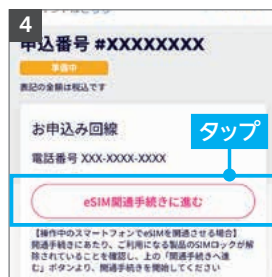 4
申込番号 #XXXXXXXX
準備中
表記の金額は税込です
お申込み回線
タップ
電話番号 XXX-XXXX-XXXX
eSIM開通手続きに進む
【操作中のスマートフォンでeSIMを開通させる場合】
開通手続きにあたり、ご利用になる製品のSIMロックが解
除されていることを確認し、上の「開通手続きへ進
む」ボタンより、開通手続きを開始してください